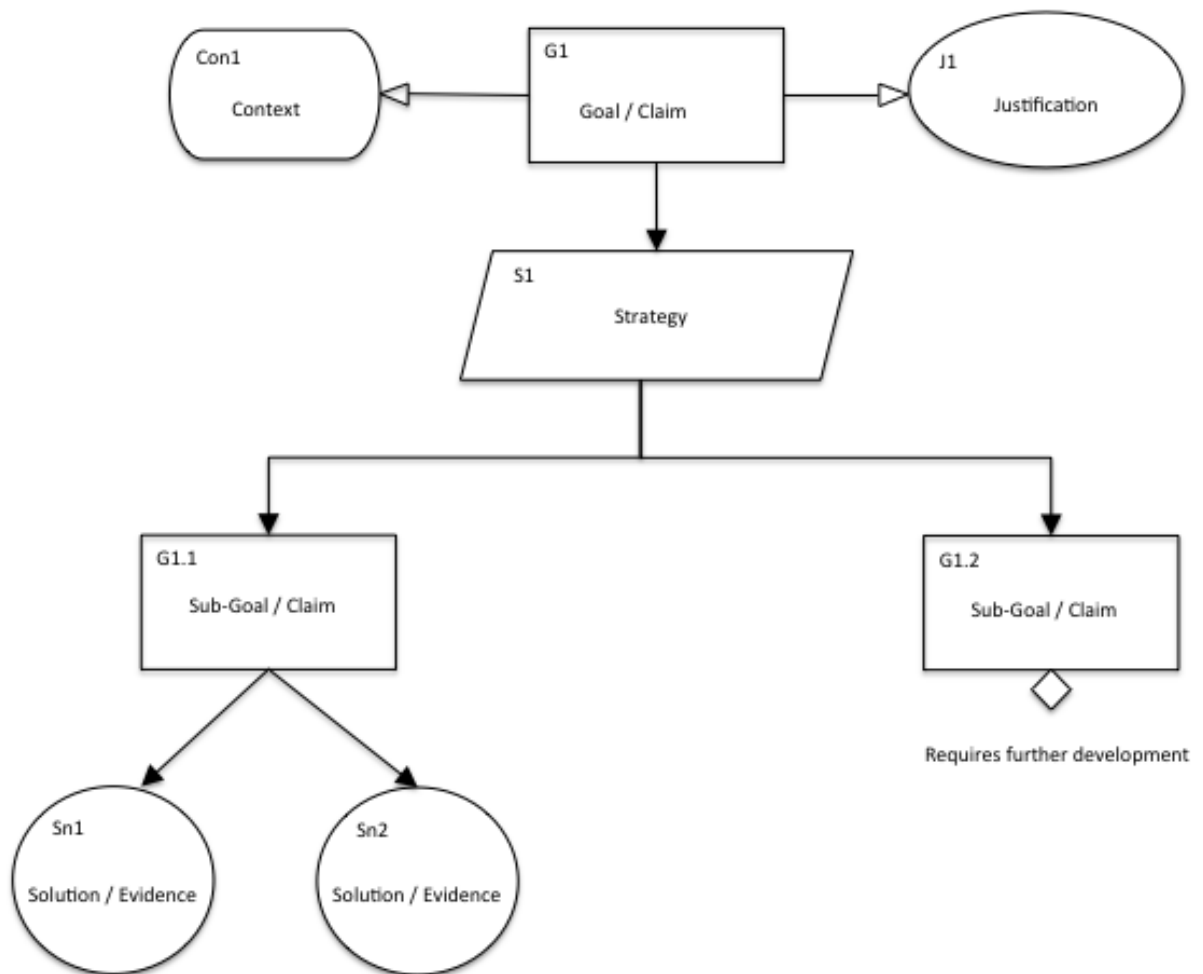 Con1
Context
G1
Goal / Claim
J1
Justification
S1
Strategy
G1.1
Sub-Goal / Claim
G1.2
Sub-Goal / Claim
Requires further development
Sn1
Solution / Evidence
Sn2
Solution / Evidence